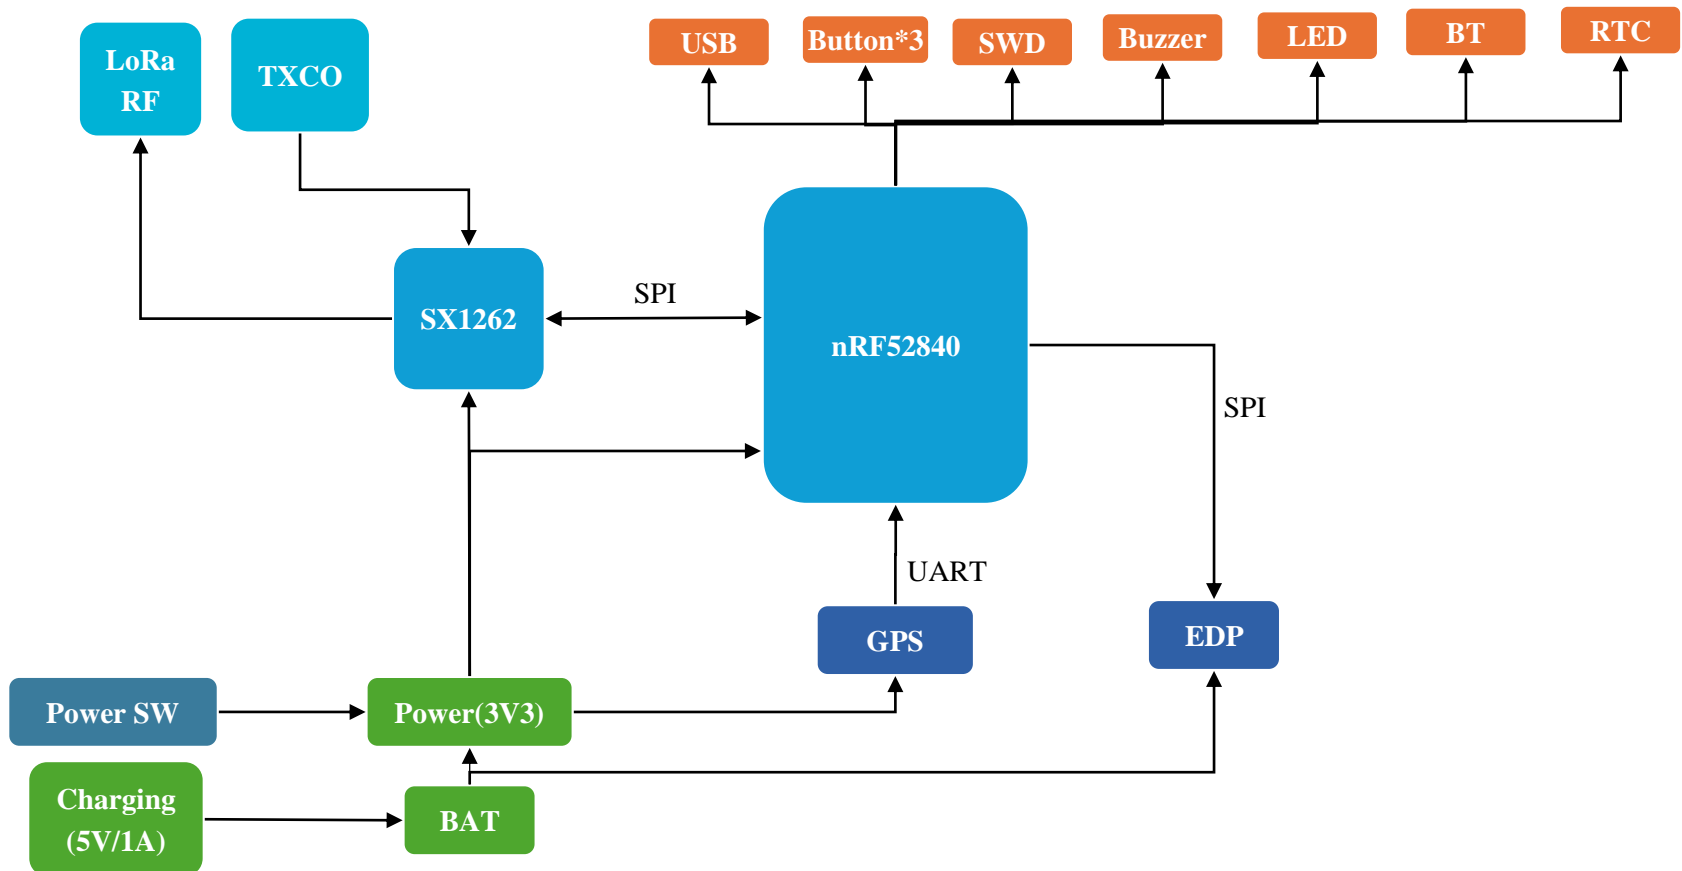 LoRa
RF
TXCO
USB
Button*3
SWD
Buzzer
LED
BT
RTC
SX1262
SPI
nRF52840
SPI
UART
GPS
EDP
Power SW
Power(3V3)
Charging
(5V/1A)
BAT